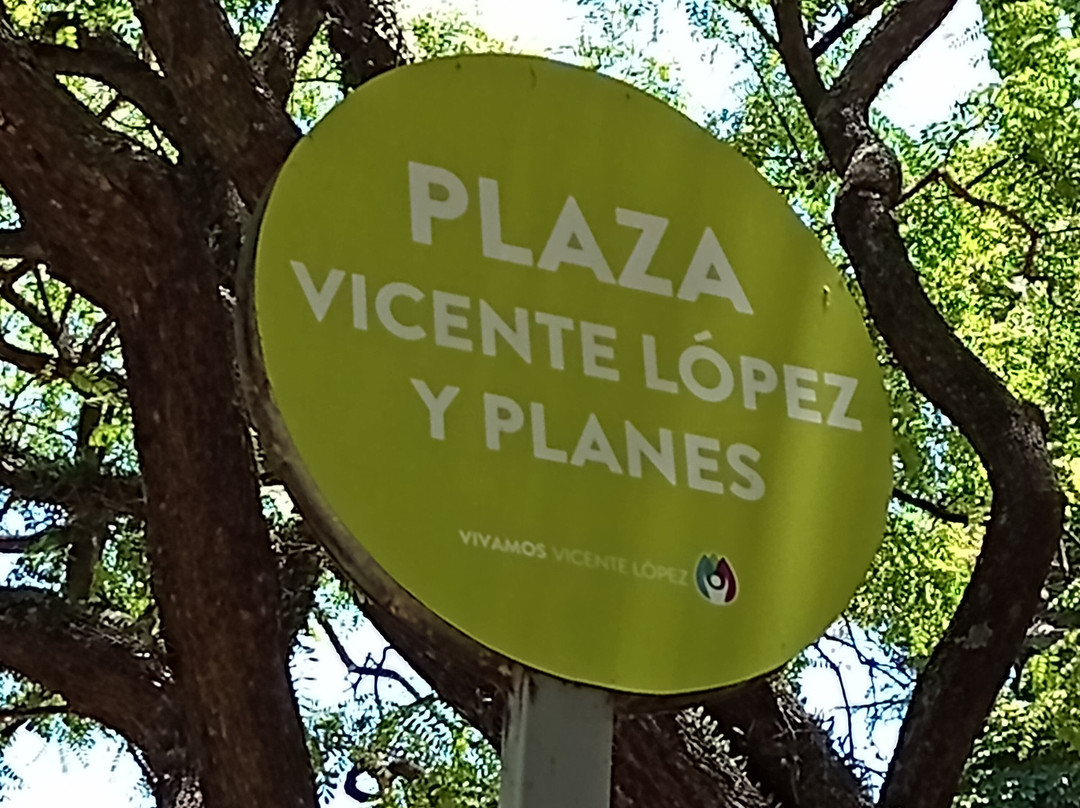 PLAZA
VICENTE LÓPEZ
Y PLANES
VIVAMOS VICENTE LÓPEZ